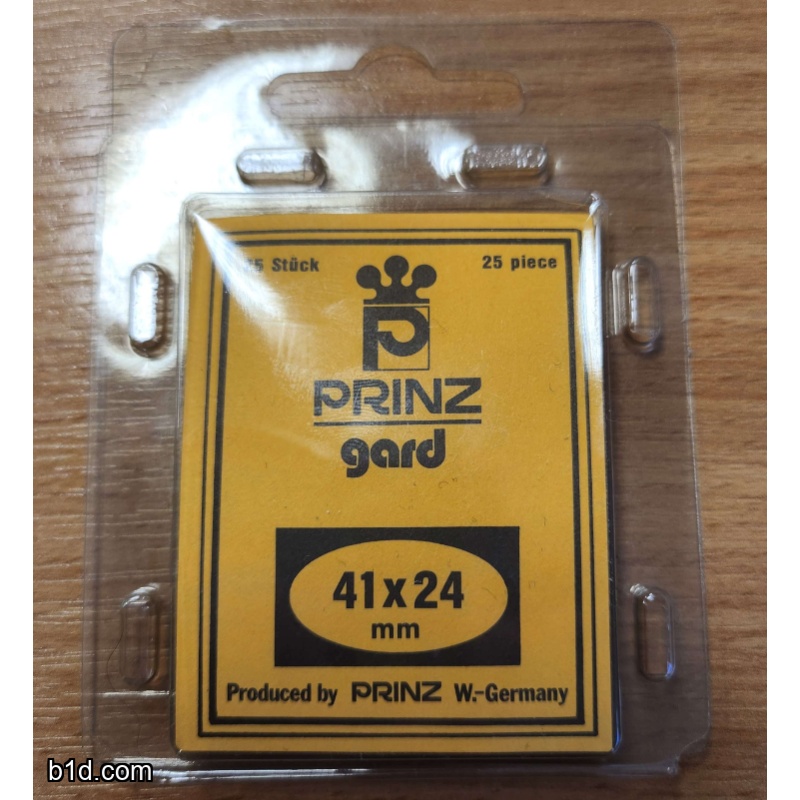 Stück 25 piece
P
PRINZ
gard
41x24
mm
Produced by PRINZ W.-Germany
b1d.com